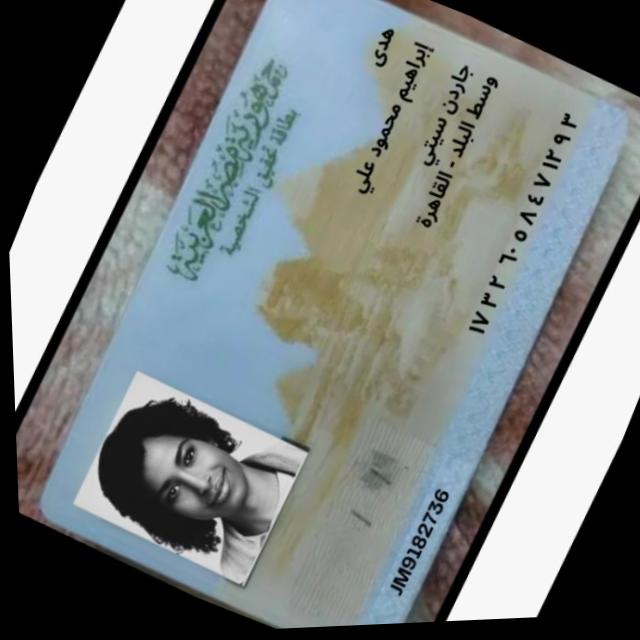 جمهورية مصر العربية
بطاقة تحقيق الشخصية
هدى
إبراهيم محمود علي
جاردن سيتي
وسط البلد - القاهرة
١٧٣٢٦٠٥٨٤٧١٢٩٣
JM9182736